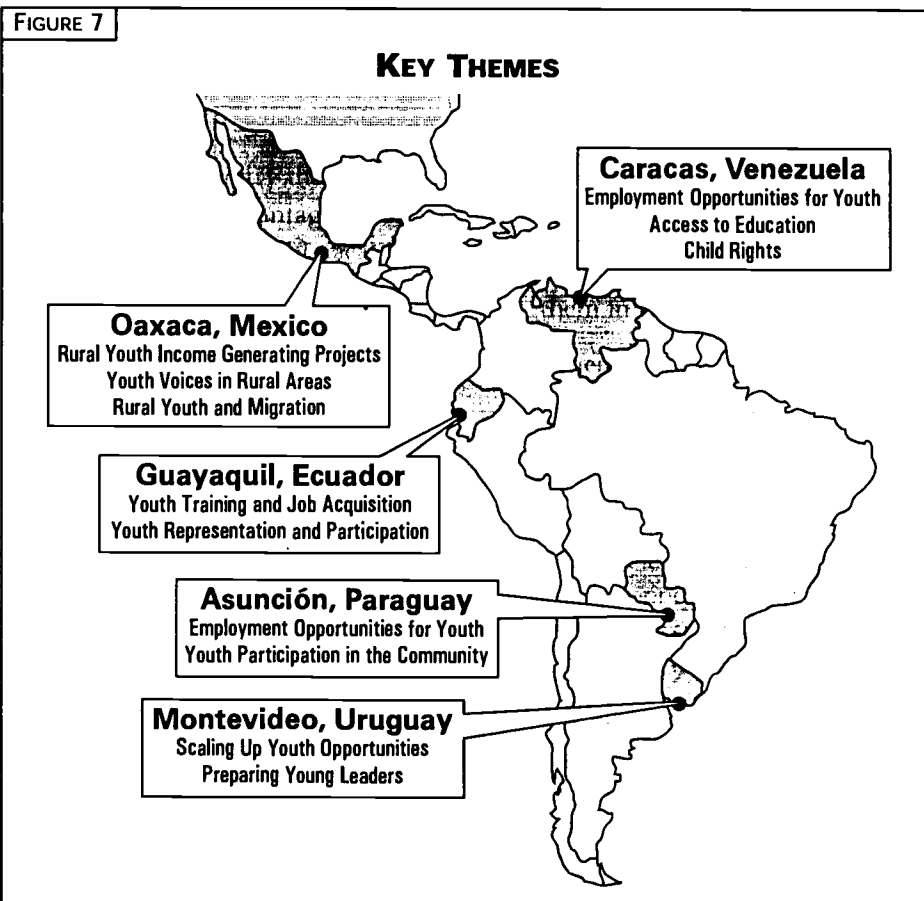 FIGURE 7
KEY THEMES
Caracas, Venezuela
Employment Opportunities for Youth
Access to Education
Child Rights
Oaxaca, Mexico
Rural Youth Income Generating Projects
Youth Voices in Rural Areas
Rural Youth and Migration
Guayaquil, Ecuador
Youth Training and Job Acquisition
Youth Representation and Participation
Asunción, Paraguay
Employment Opportunities for Youth
Youth Participation in the Community
Montevideo, Uruguay
Scaling Up Youth Opportunities
Preparing Young Leaders